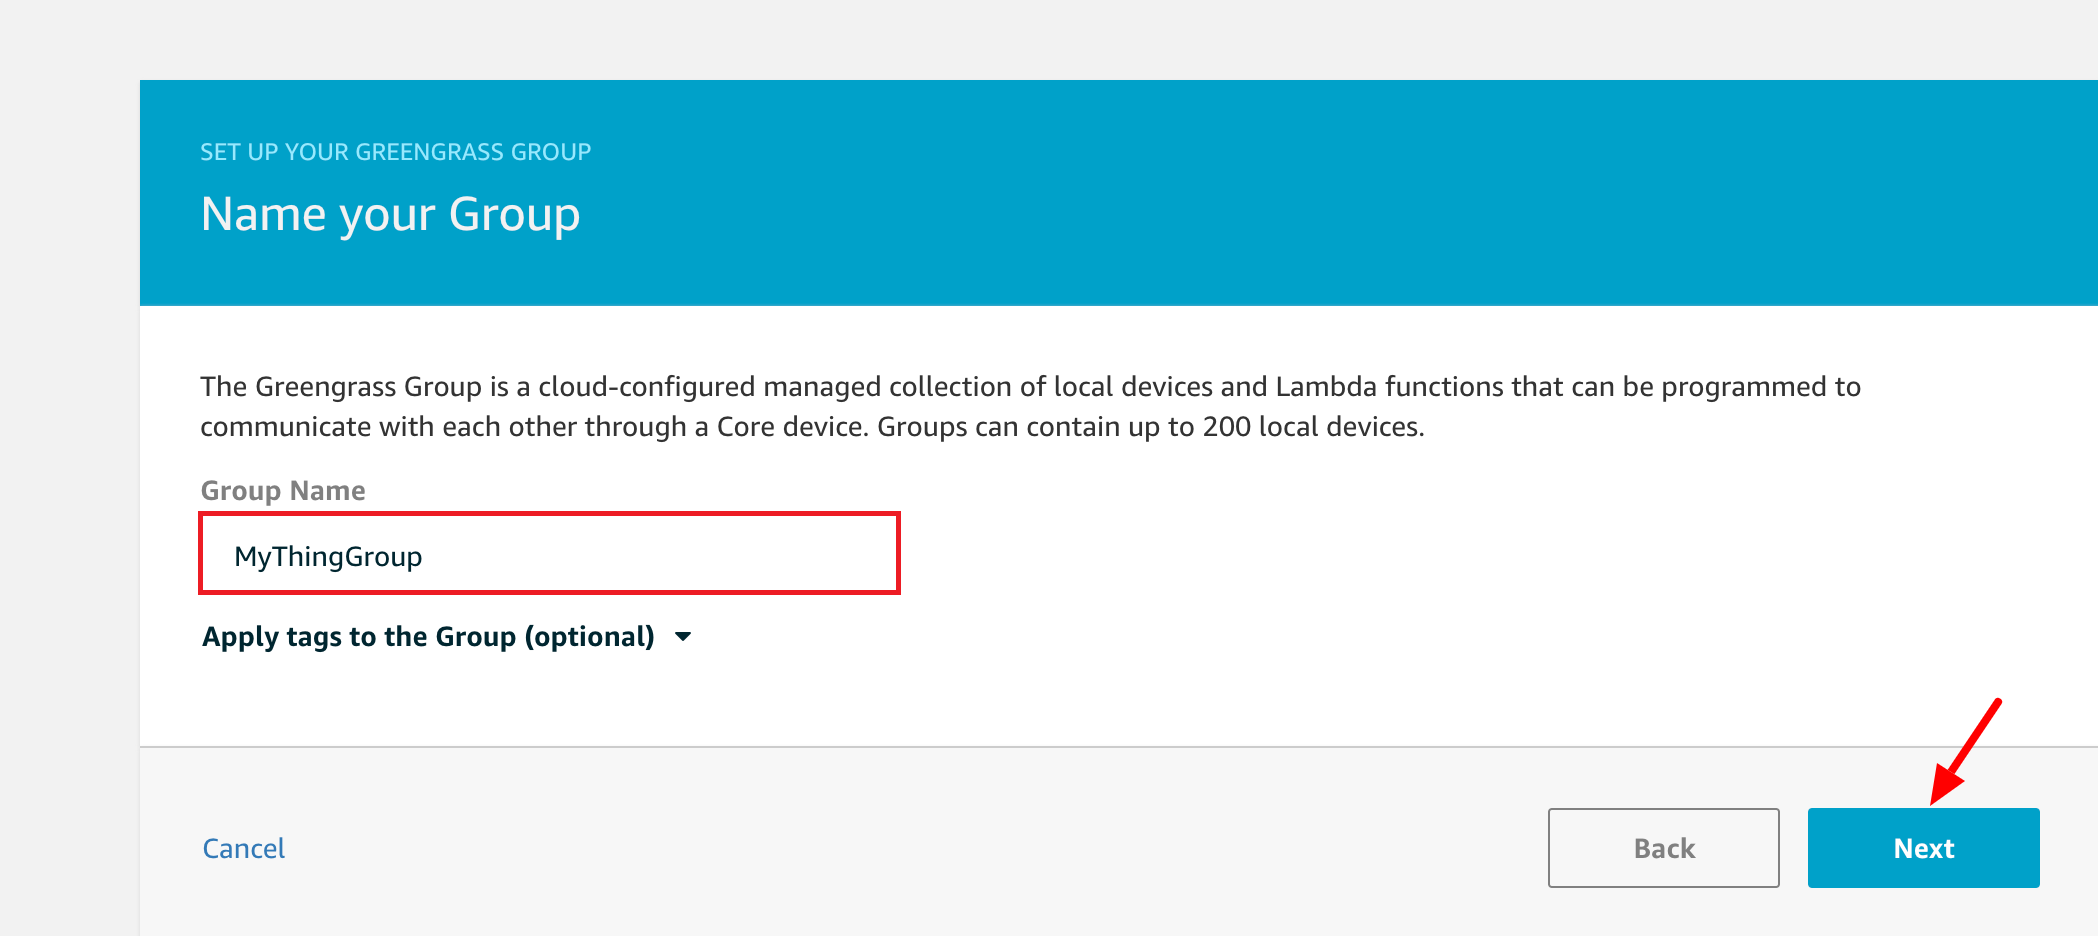 SET UP YOUR GREENGRASS GROUP
Name your Group
The Greengrass Group is a cloud-configured managed collection of local devices and Lambda functions that can be programmed to
communicate with each other through a Core device. Groups can contain up to 200 local devices.
Group Name
MyThingGroup
Apply tags to the Group (optional)
Cancel
Back
Next